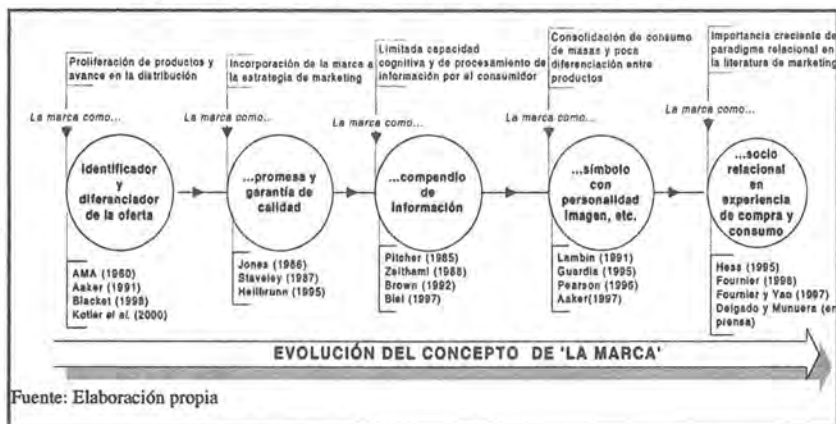 Proliferación de productos y
avance en la distribución
La marca como...
Identificador
y
diferanciador
de la oferta
AMA (1960)
Aaker (1991)
Blacket (1998)
Kotler et al. (2000)
Incorporación de la marca a
la estrategia de marketing
La marca como...
...promesa y
garantía de
calidad
Jones (1986)
Staveley (1987)
Heilbrunn (1995)
Limitada capacidad
cognitiva y de procesamiento de
información por el consumidor
La marca como...
...compendio
de
información
Pitcher (1985)
Zeithaml (1988)
Brown (1992)
Biel (1997)
Consolidación de consumo
de masas y poca
diferenciación entre
productos
La marca como...
...símbolo
con
personalidad
imagen, etc.
Lambin (1991)
Guardia (1995)
Pearson (1996)
Aaker(1997)
Importancia creciente del
paradigma relacional en
la literatura de marketing
La marca como...
...socio
relacional
en
experiencia
de compra y
consumo
Hess (1995)
Fournier (1998)
Fournier y Yao (1997)
Delgado y Munuera (en
prensa)
EVOLUCIÓN DEL CONCEPTO DE 'LA MARCA'
Fuente: Elaboración propia